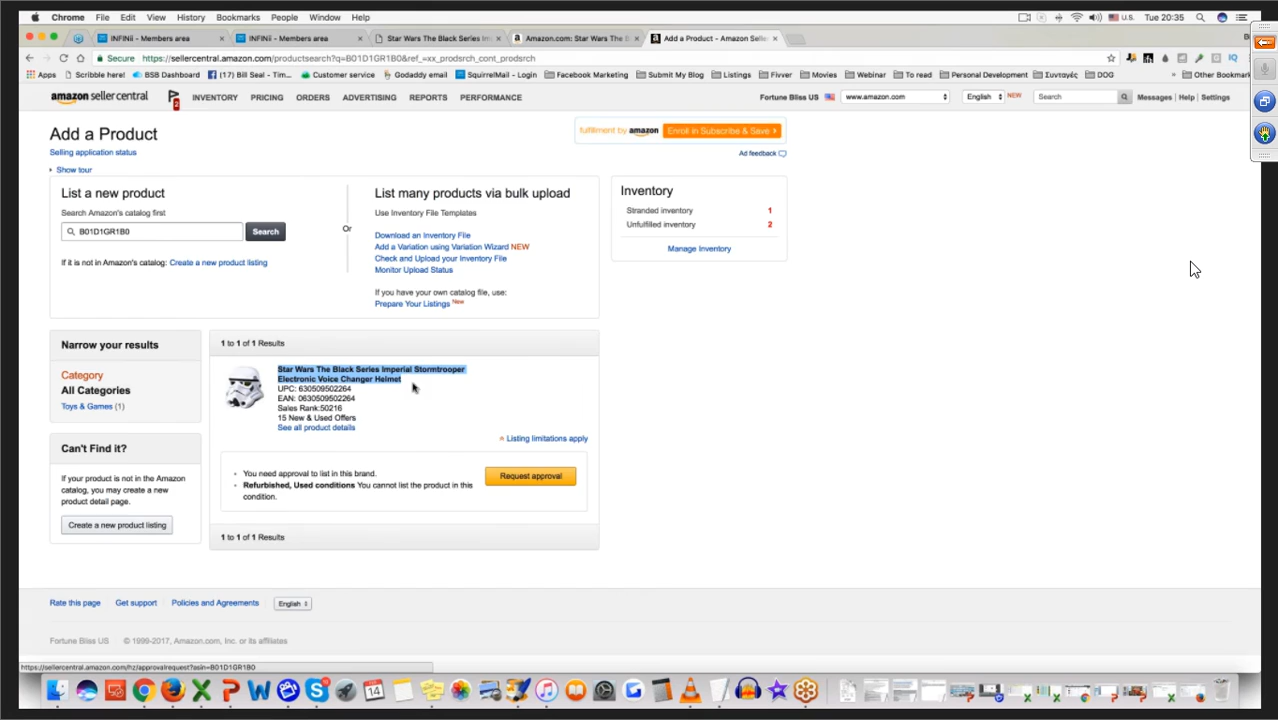 Chrome File Edit View History Bookmarks People Window Help
U.S. Tue 20:35
INFINii - Members area
INFINii - Members area
Star Wars The Black Series Im
Amazon.com: Star Wars The B
Add a Product - Amazon Selle
Secure https://sellercentral.amazon.com/productsearch?q=B01D1GR1B0&ref_=xx_prodsrch_cont_prodsrch
Apps Scribble here! BSB Dashboard (17) Bill Seal - Tim... Customer service Godaddy email SquirrelMail - Login Facebook Marketing Submit My Blog Listings Fivver Movies Webinar To read Personal Development Συνταγές DOG » Other Bookmark
amazon seller central 2 INVENTORY PRICING ORDERS ADVERTISING REPORTS PERFORMANCE Fortune Bliss US www.amazon.com English NEW Search Messages Help Settings
Add a Product
Selling application status
Show tour
fulfillment by amazon Enroll in Subscribe & Save ›
Ad feedback
List a new product
Search Amazon's catalog first
B01D1GR1B0 Search
If it is not in Amazon's catalog: Create a new product listing
Or
List many products via bulk upload
Use Inventory File Templates
Download an Inventory File
Add a Variation using Variation Wizard NEW
Check and Upload your Inventory File
Monitor Upload Status
If you have your own catalog file, use:
Prepare Your Listings New
Inventory
Stranded inventory 1
Unfulfilled inventory 2
Manage Inventory
Narrow your results
Category
All Categories
Toys & Games (1)
Can't Find it?
If your product is not in the Amazon
catalog, you may create a new
product detail page.
Create a new product listing
1 to 1 of 1 Results
Star Wars The Black Series Imperial Stormtrooper
Electronic Voice Changer Helmet
UPC: 630509502264
EAN: 0630509502264
Sales Rank:50216
15 New & Used Offers
See all product details
Listing limitations apply
You need approval to list in this brand.
Refurbished, Used conditions You cannot list the product in this
condition.
Request approval
1 to 1 of 1 Results
Rate this page Get support Policies and Agreements English
Fortune Bliss US © 1999-2017, Amazon.com, Inc. or its affiliates
https://sellercentral.amazon.com/hz/approvalrequest?asin=B01D1GR1B0
14